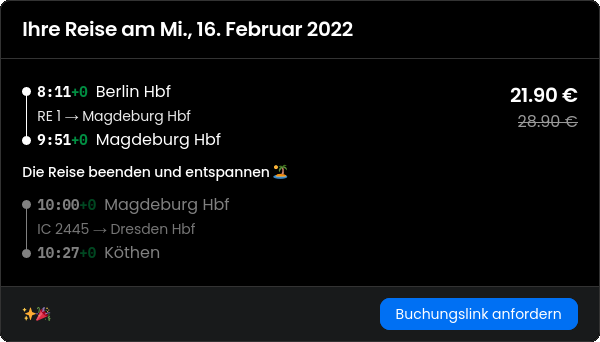 Ihre Reise am Mi., 16. Februar 2022
8:11+0 Berlin Hbf
21.90 €
RE 1 → Magdeburg Hbf
28.90 €
9:51+0 Magdeburg Hbf
Die Reise beenden und entspannen 🏝️
10:00+0 Magdeburg Hbf
IC 2445 → Dresden Hbf
10:27+0 Köthen
✨🎉
Buchungslink anfordern